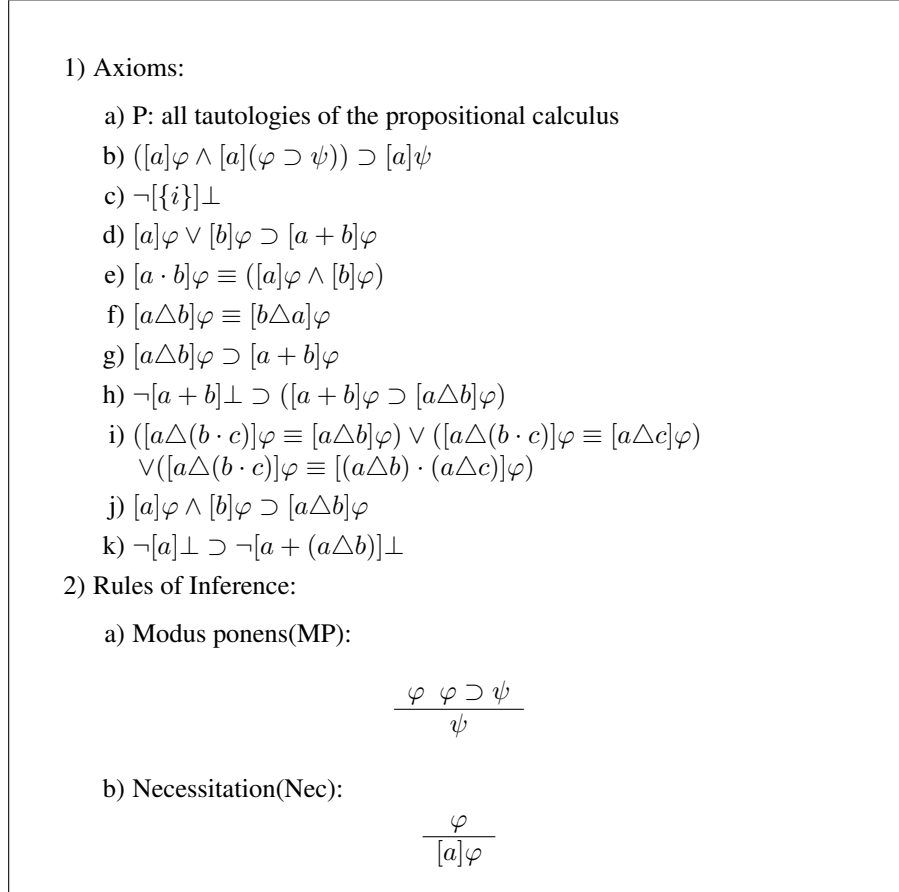 1) Axioms:
a) P: all tautologies of the propositional calculus
b) ([a]φ ∧ [a](φ ⊃ ψ)) ⊃ [a]ψ
c) ¬[{i}]⊥
d) [a]φ ∨ [b]φ ⊃ [a + b]φ
e) [a · b]φ ≡ ([a]φ ∧ [b]φ)
f) [a△b]φ ≡ [b△a]φ
g) [a△b]φ ⊃ [a + b]φ
h) ¬[a + b]⊥ ⊃ ([a + b]φ ⊃ [a△b]φ)
i) ([a△(b · c)]φ ≡ [a△b]φ) ∨ ([a△(b · c)]φ ≡ [a△c]φ)
∨([a△(b · c)]φ ≡ [(a△b) · (a△c)]φ)
j) [a]φ ∧ [b]φ ⊃ [a△b]φ
k) ¬[a]⊥ ⊃ ¬[a + (a△b)]⊥
2) Rules of Inference:
a) Modus ponens(MP):
φ φ ⊃ ψ
ψ
b) Necessitation(Nec):
φ
[a]φ